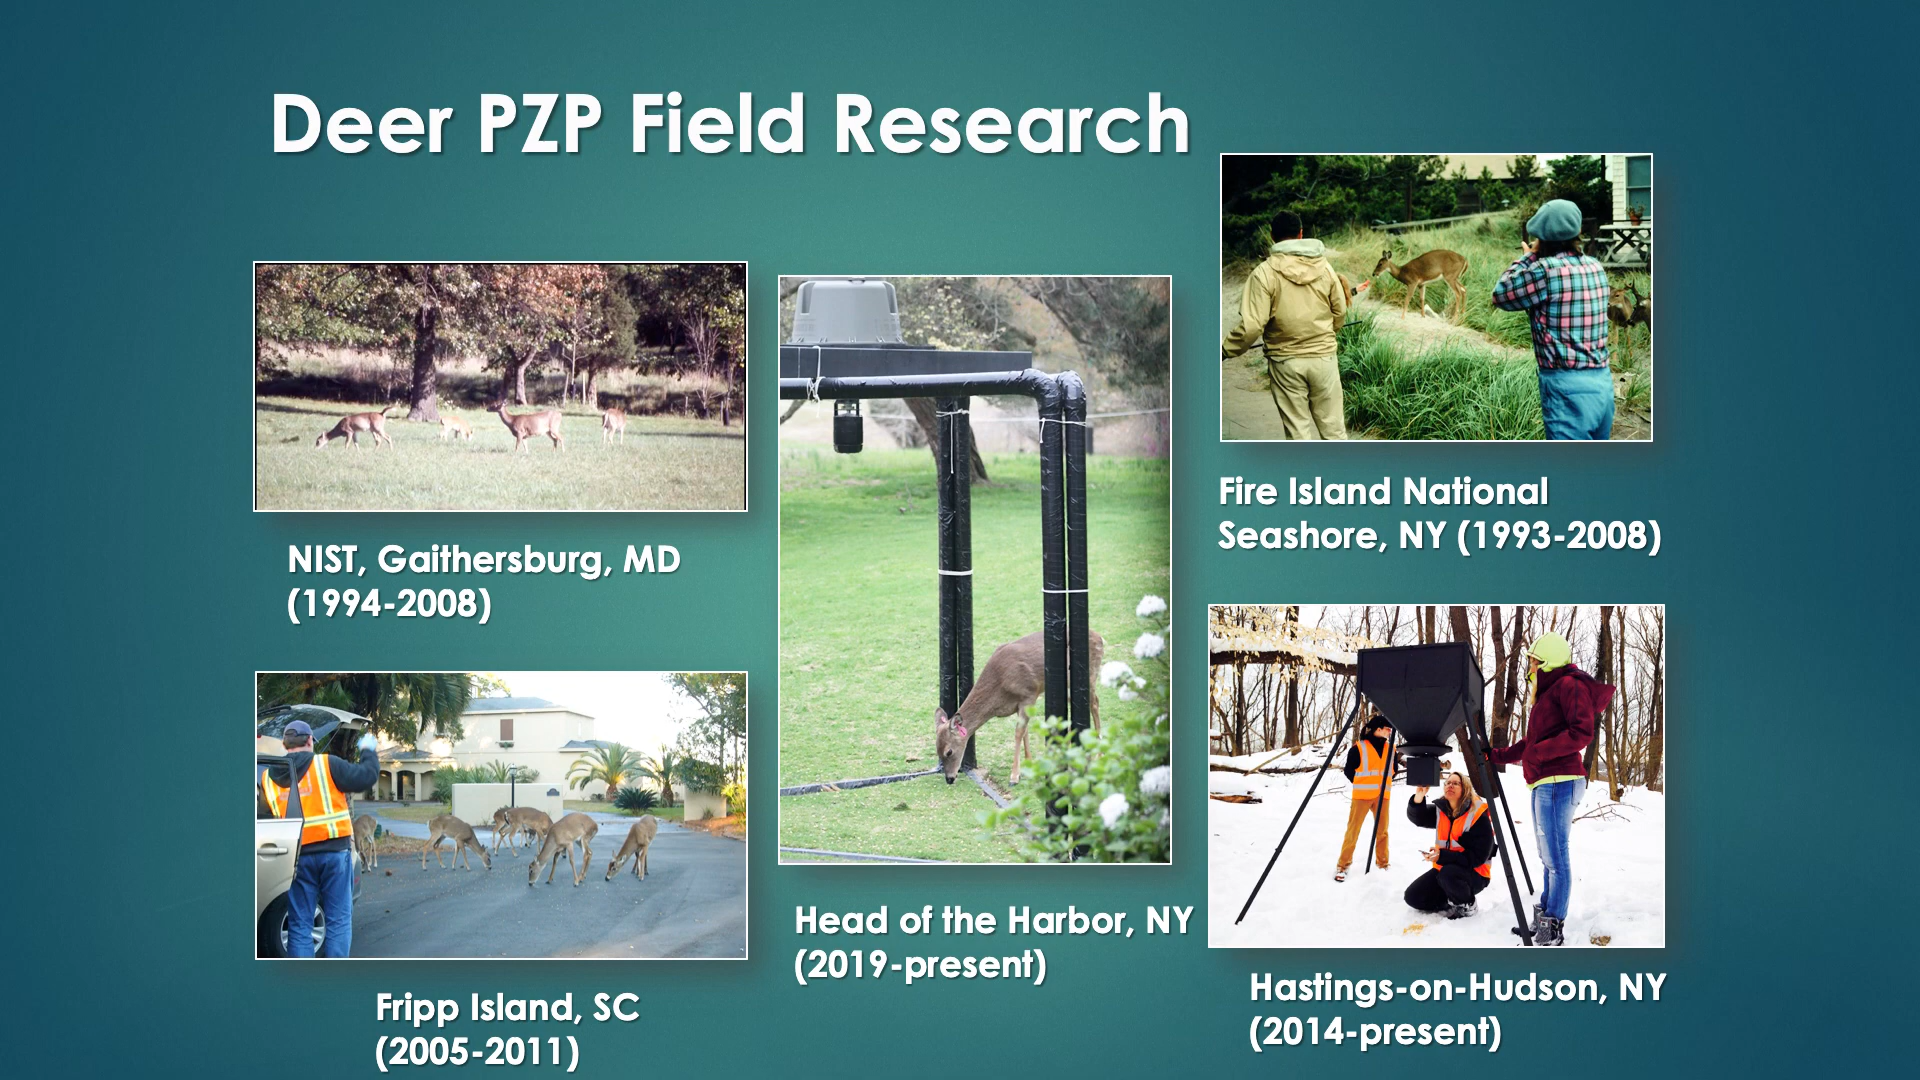 Deer PZP Field Research
NIST, Gaithersburg, MD
(1994-2008)
Fripp Island, SC
(2005-2011)
Head of the Harbor, NY
(2019-present)
Fire Island National
Seashore, NY (1993-2008)
Hastings-on-Hudson, NY
(2014-present)